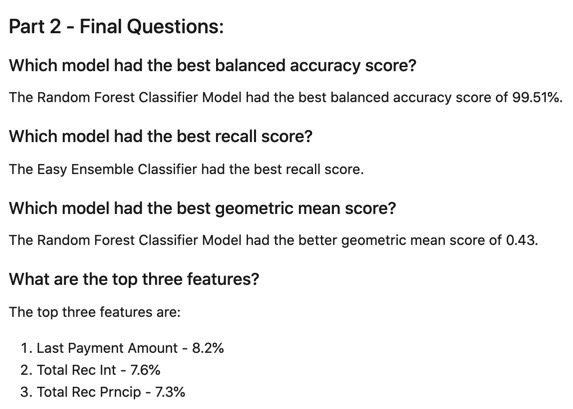 Part 2 - Final Questions:
Which model had the best balanced accuracy score?
The Random Forest Classifier Model had the best balanced accuracy score of 99.51%.
Which model had the best recall score?
The Easy Ensemble Classifier had the best recall score.
Which model had the best geometric mean score?
The Random Forest Classifier Model had the better geometric mean score of 0.43.
What are the top three features?
The top three features are:
1. Last Payment Amount - 8.2%
2. Total Rec Int - 7.6%
3. Total Rec Prncip - 7.3%